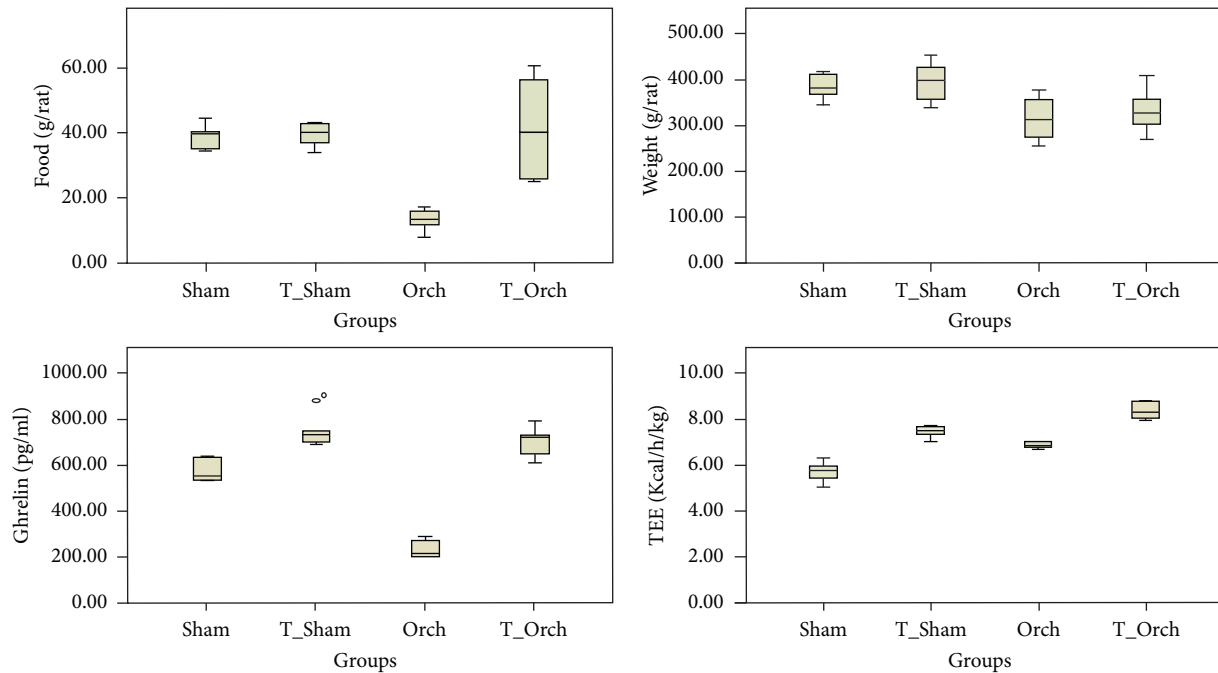 Food (g/rat)
60.00
40.00
20.00
0.00
Sham T_Sham Orch T_Orch
Groups
Weight (g/rat)
500.00
400.00
300.00
200.00
100.00
0.00
Sham T_Sham Orch T_Orch
Groups
Ghrelin (pg/ml)
1000.00
800.00
600.00
400.00
200.00
0.00
Sham T_Sham Orch T_Orch
Groups
TEE (Kcal/h/kg)
10.00
8.00
6.00
4.00
2.00
0.00
Sham T_Sham Orch T_Orch
Groups